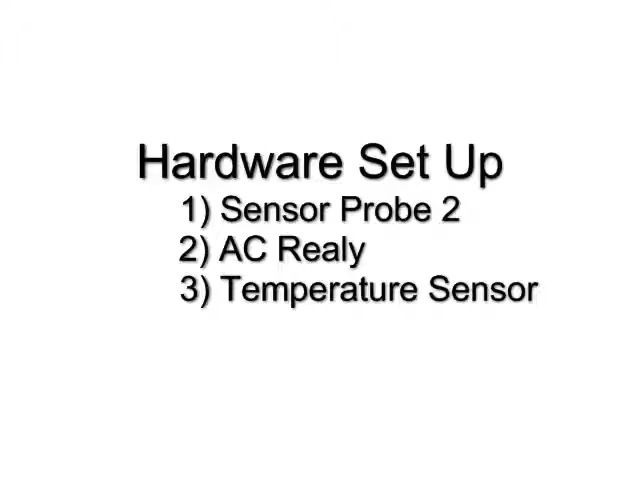 Hardware Set Up
1) Sensor Probe 2
2) AC Realy
3) Temperature Sensor